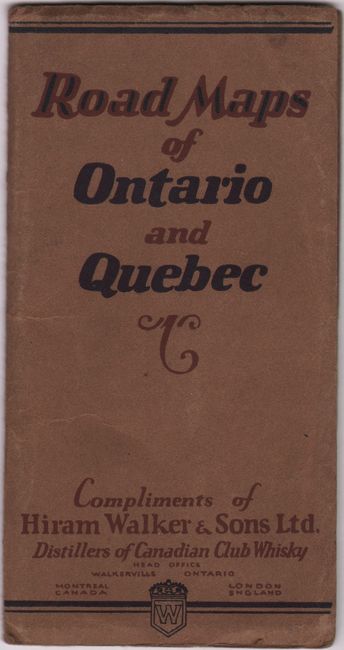 Road Maps
of
Ontario
and
Quebec
Compliments of
Hiram Walker & Sons Ltd.
Distillers of Canadian Club Whisky
HEAD OFFICE
WALKERVILLE ONTARIO
MONTREAL LONDON
CANADA ENGLAND
W